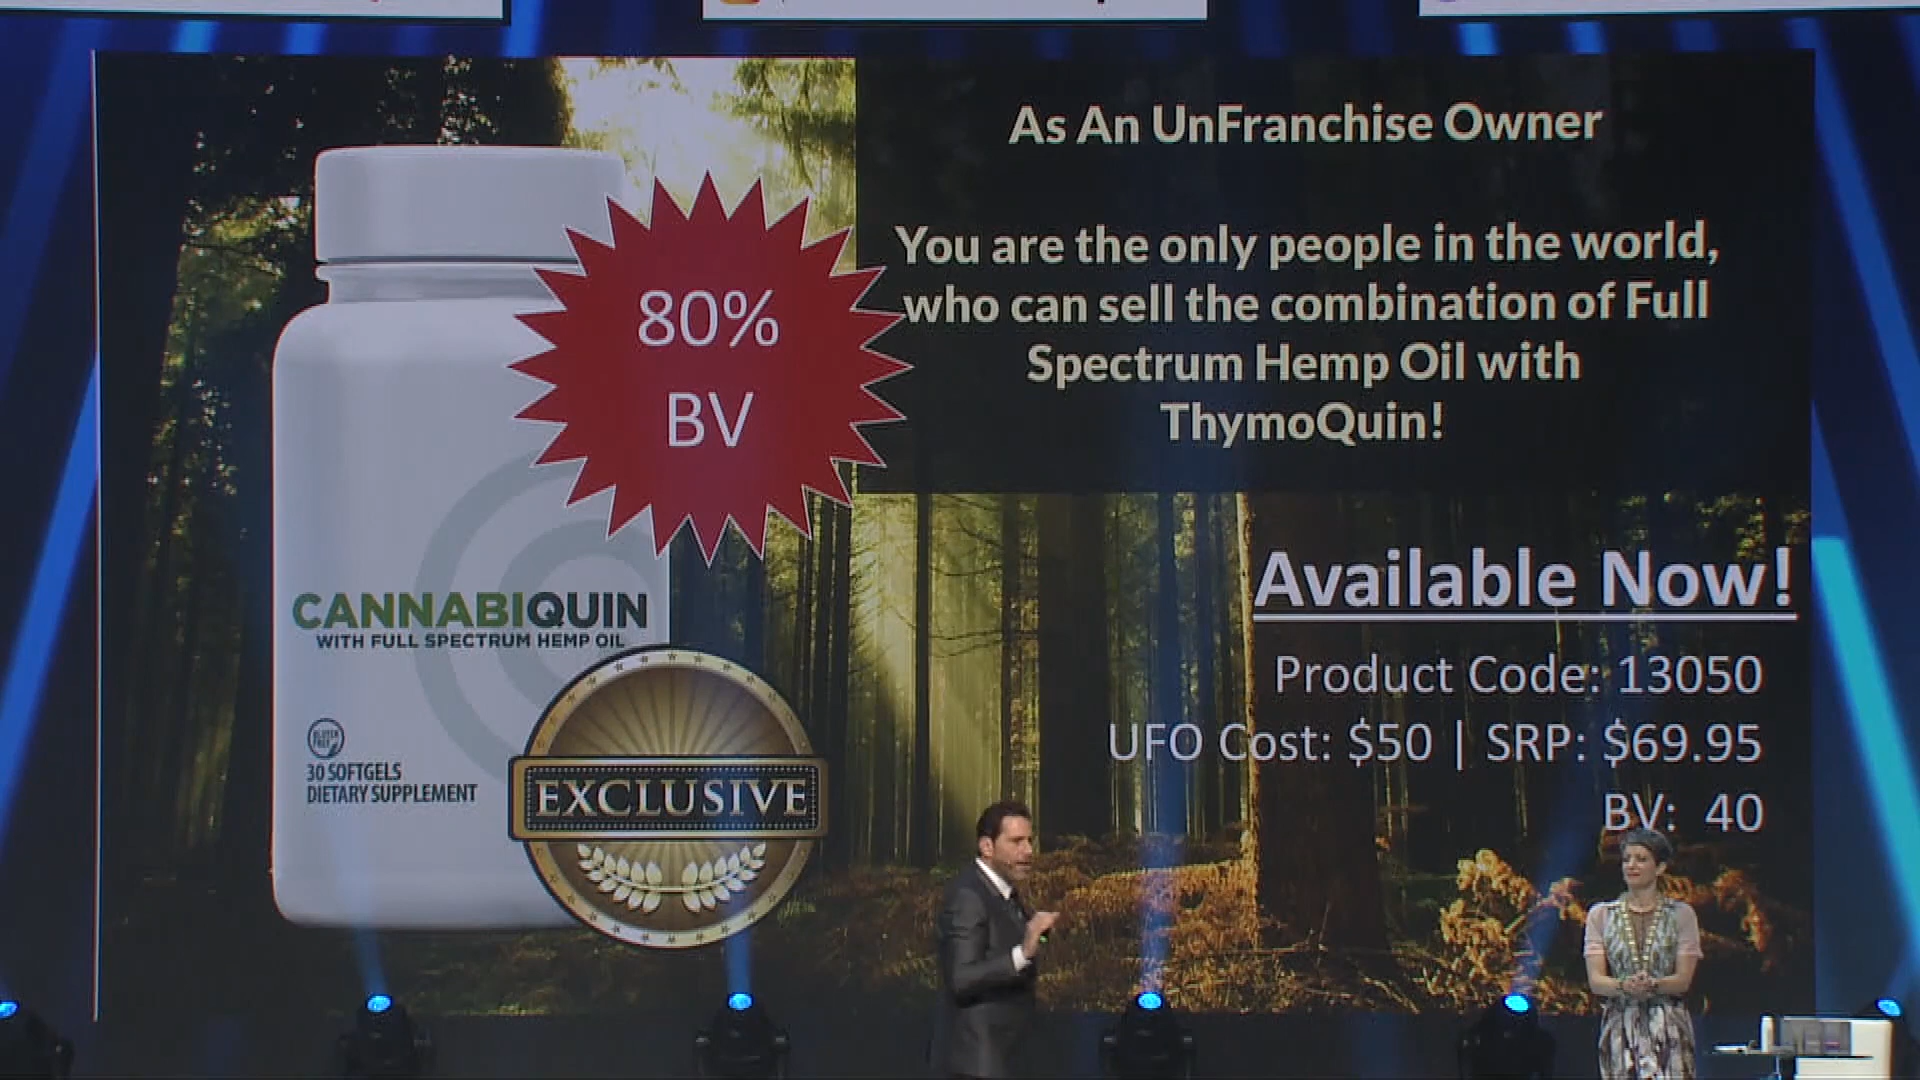 As An UnFranchise Owner
You are the only people in the world,
who can sell the combination of Full
Spectrum Hemp Oil with
ThymoQuin!
80%
BV
CANNABIQUIN
WITH FULL SPECTRUM HEMP OIL
GLUTEN
FREE
30 SOFTGELS
DIETARY SUPPLEMENT
EXCLUSIVE
Available Now!
Product Code: 13050
UFO Cost: $50 | SRP: $69.95
BV: 40